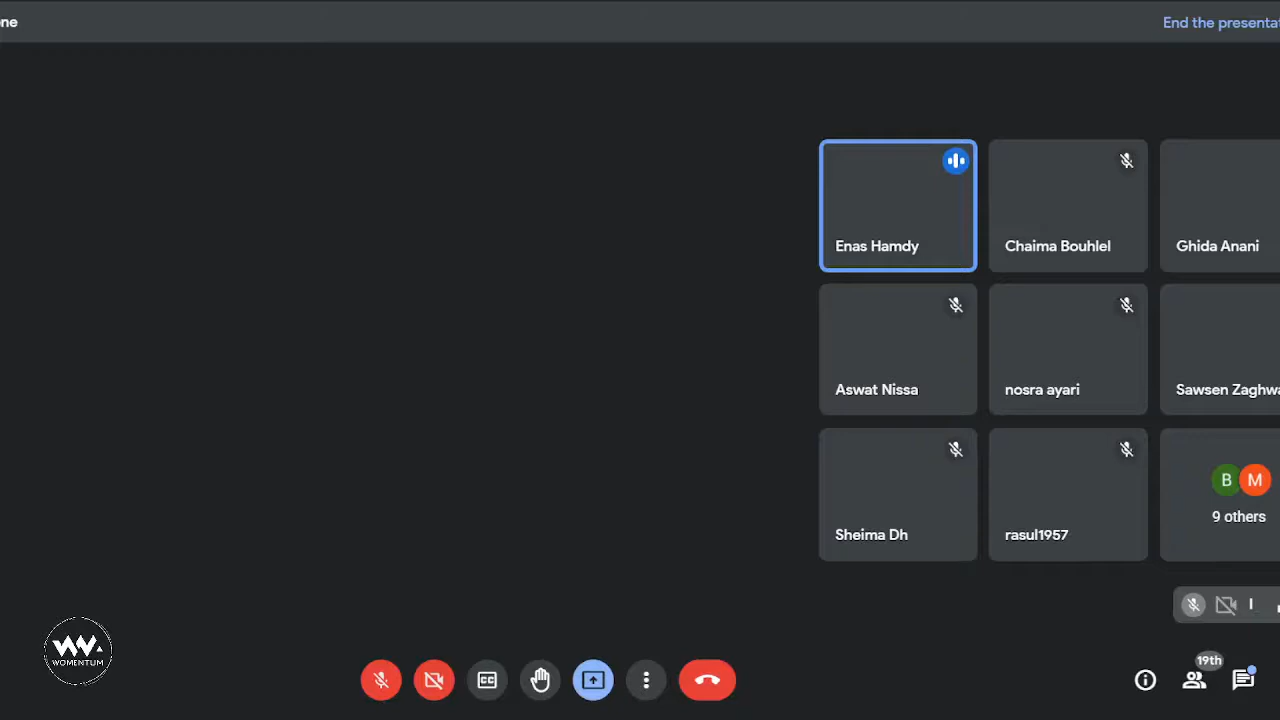 ne
End the presentat
Enas Hamdy
Chaima Bouhlel
Ghida Anani
Aswat Nissa
nosra ayari
Sawsen Zaghwa
Sheima Dh
rasul1957
B M
9 others
W
WOMENTUM
CC
19th